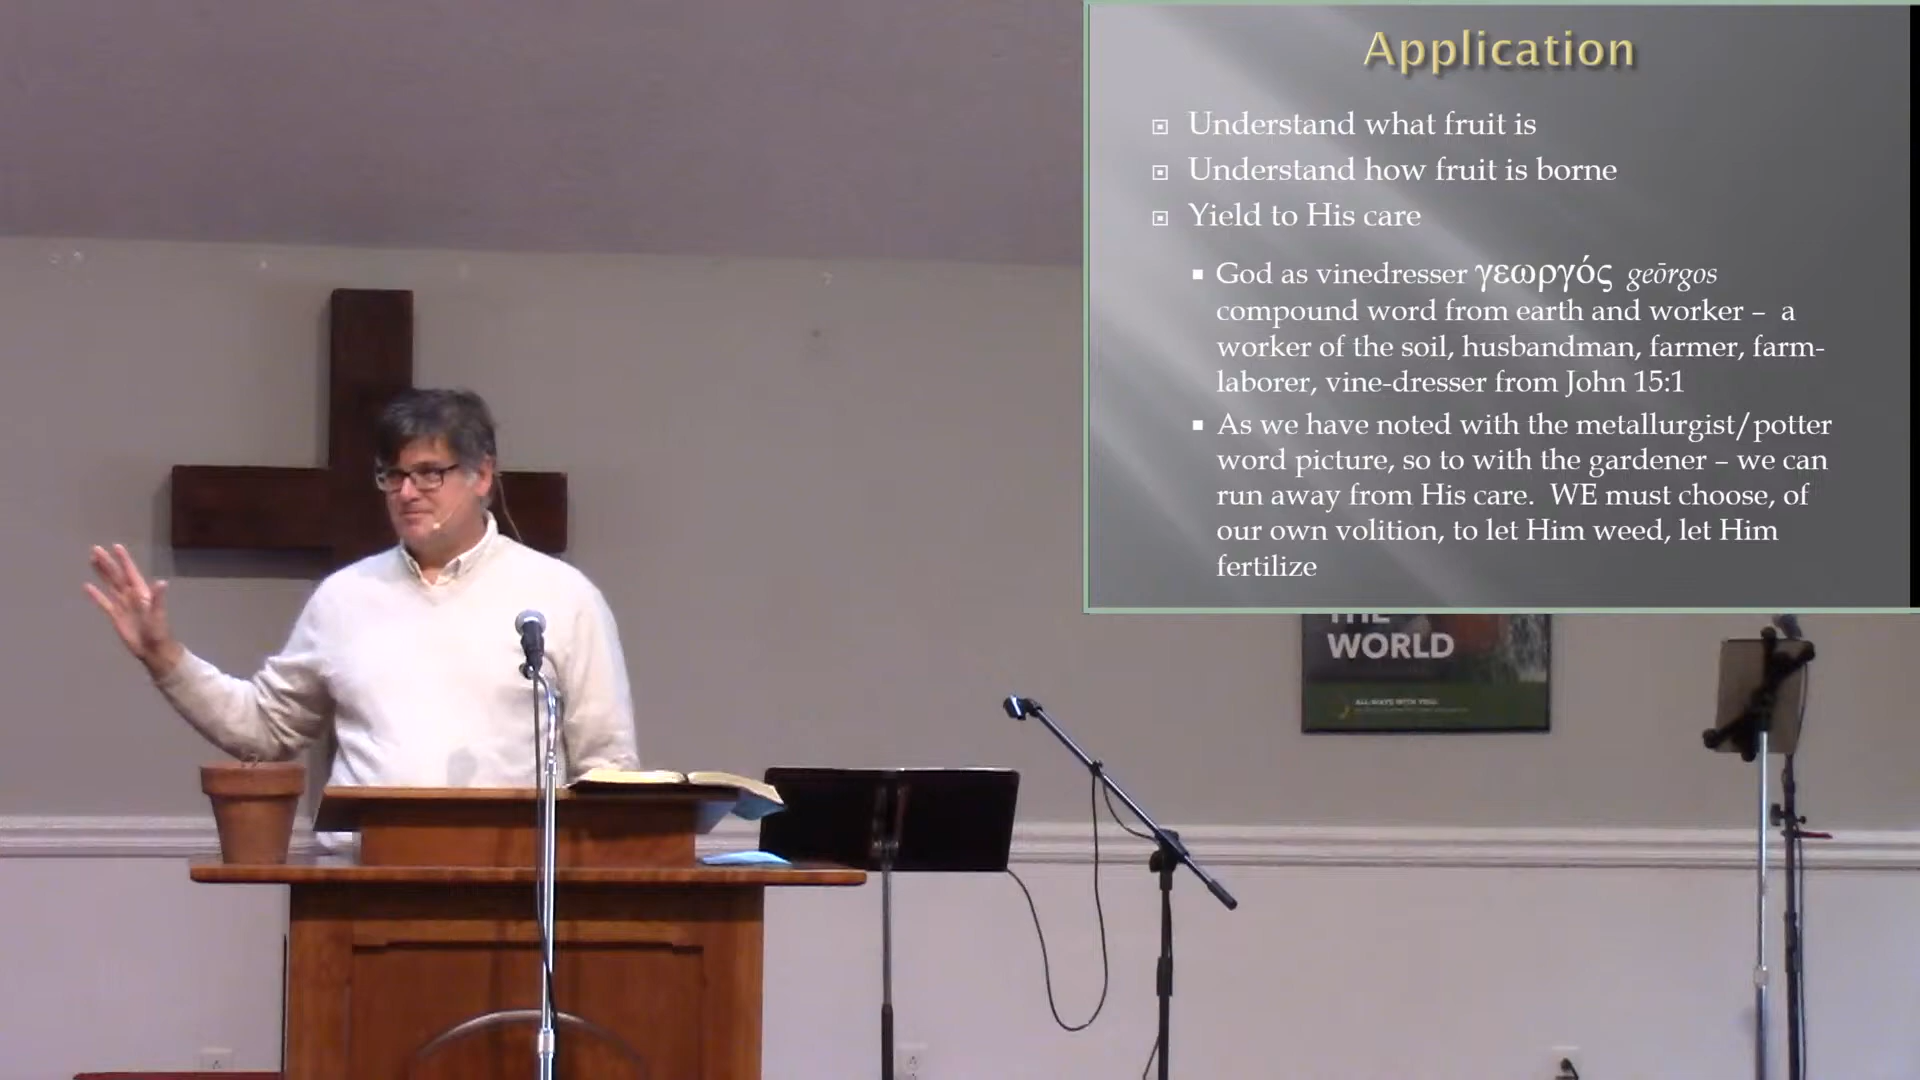 Application
Understand what fruit is
Understand how fruit is borne
Yield to His care
God as vinedresser γεωργός geōrgos
compound word from earth and worker – a
worker of the soil, husbandman, farmer, farm-
laborer, vine-dresser from John 15:1
As we have noted with the metallurgist/potter
word picture, so to with the gardener – we can
run away from His care. WE must choose, of
our own volition, to let Him weed, let Him
fertilize
THE
WORLD
ALWAYS WITH YOU